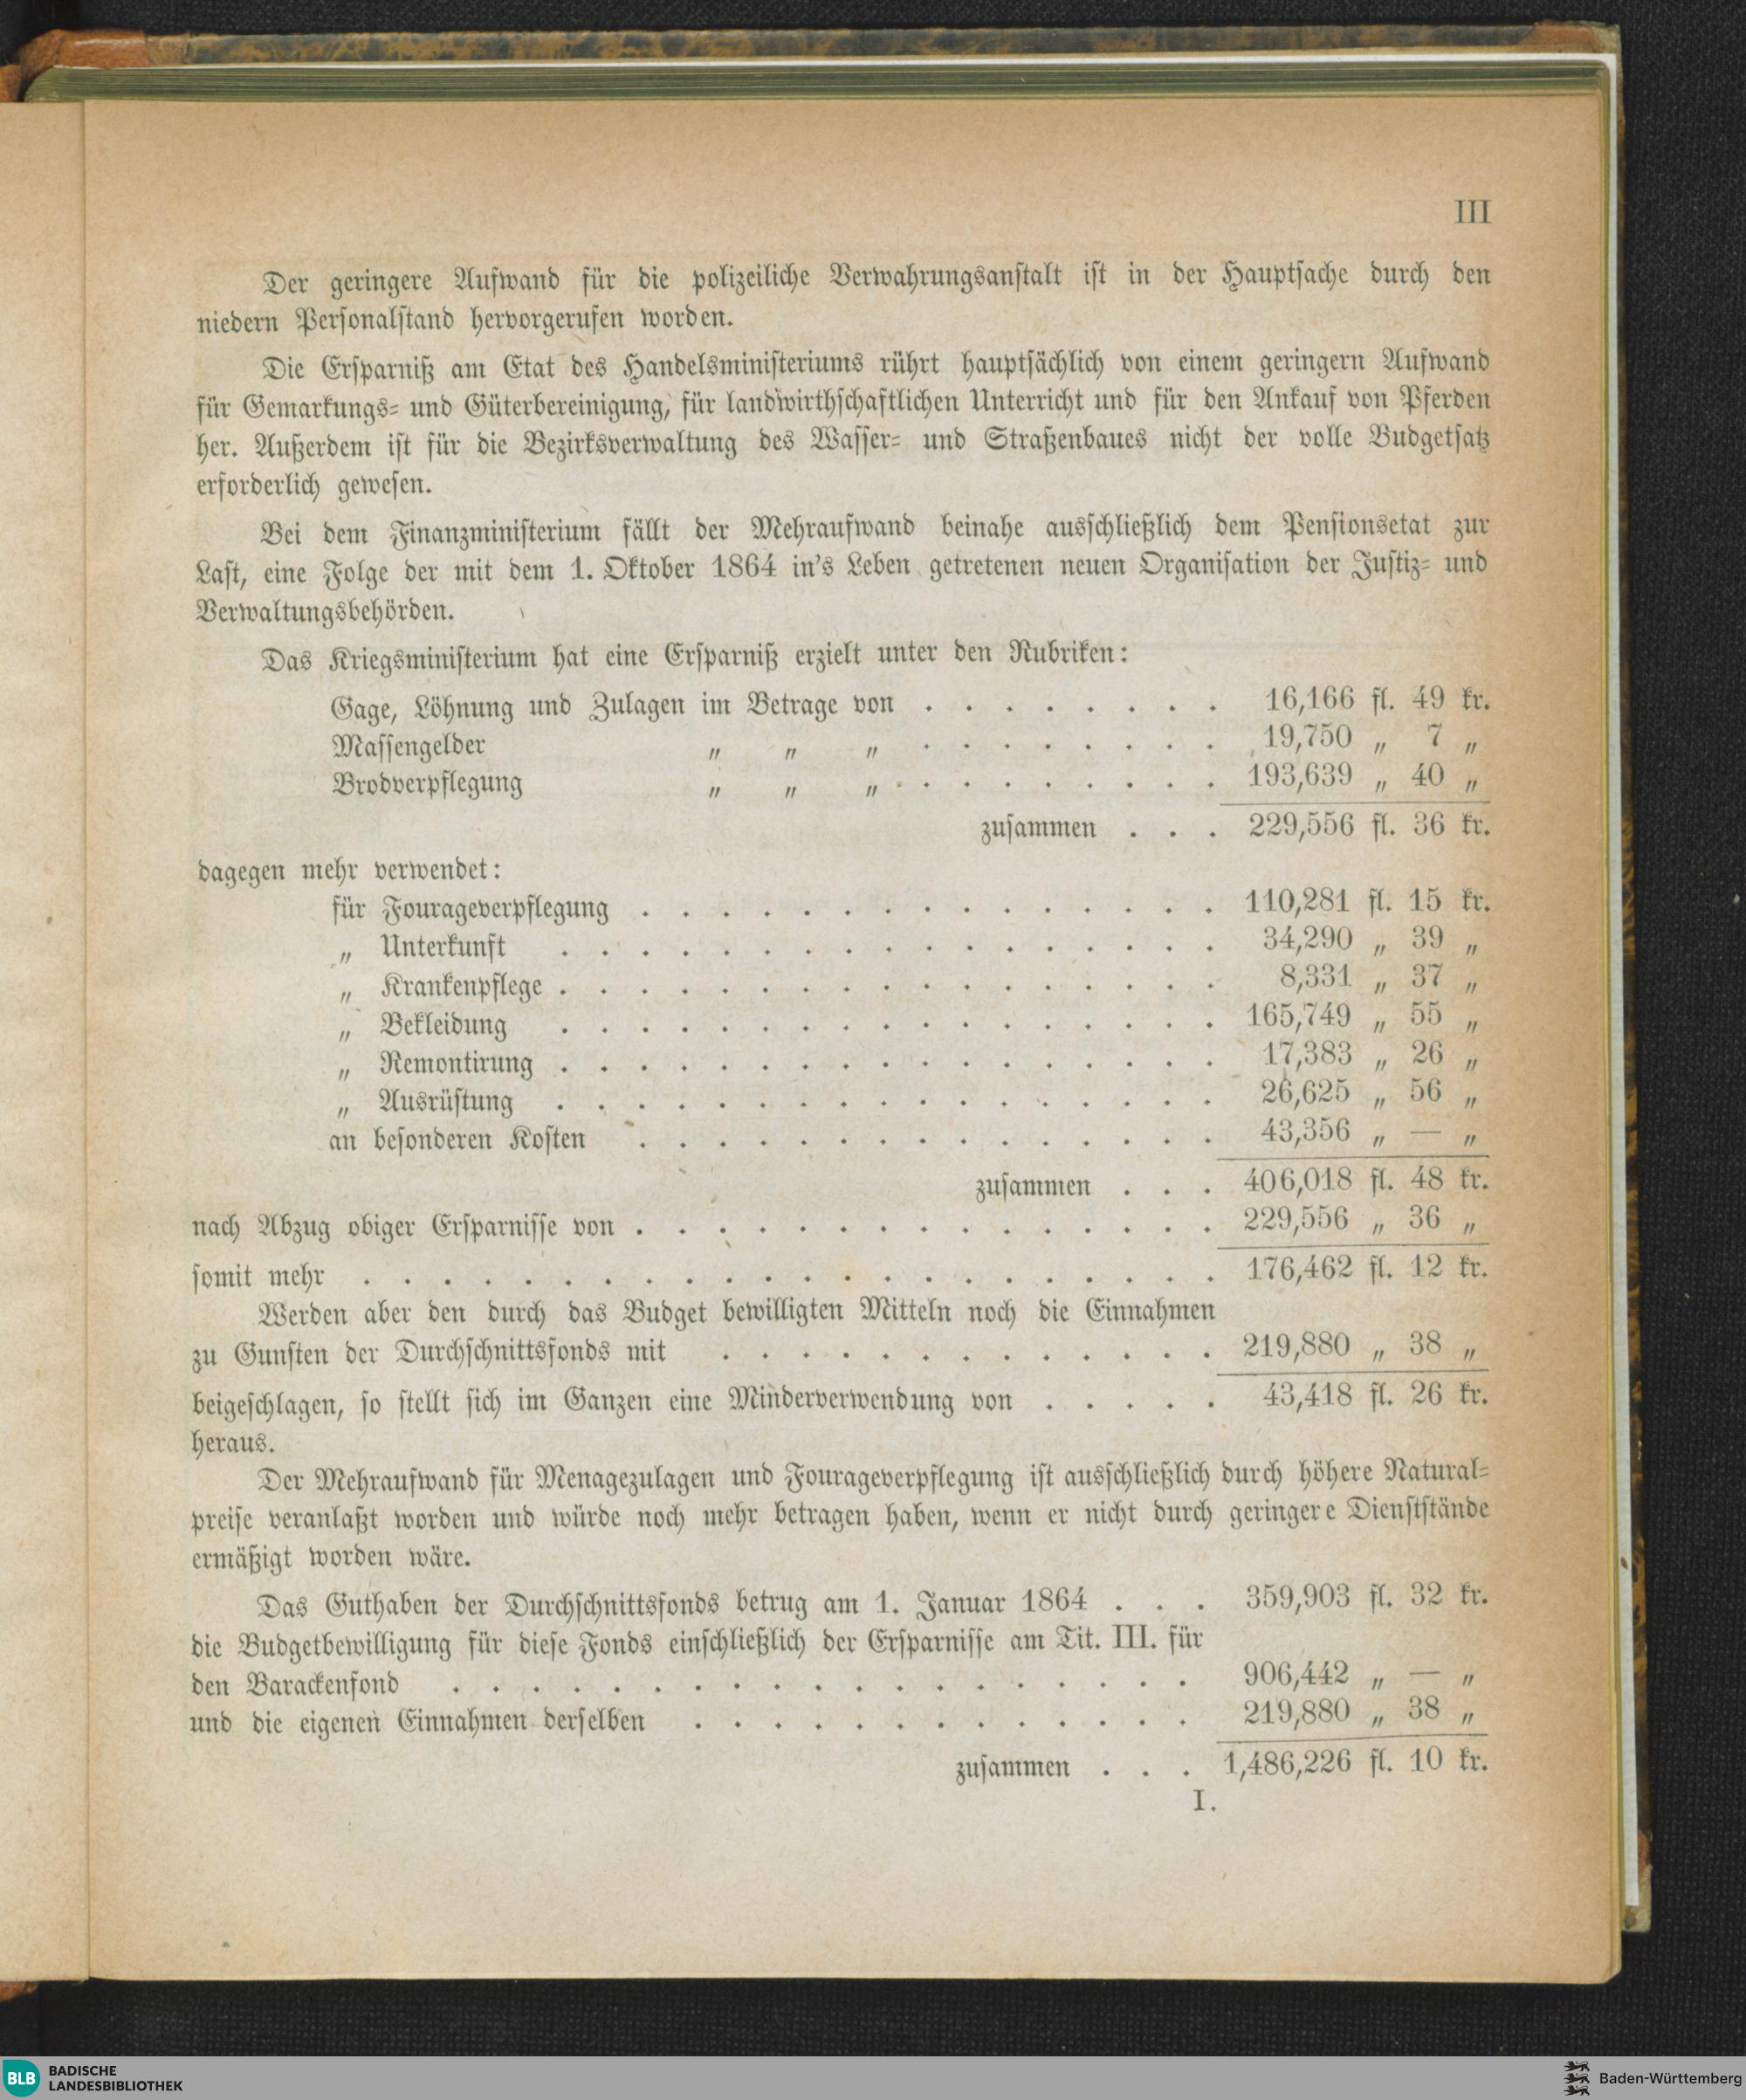 III
Der geringere Aufwand für die polizeiliche Verwahrungsanstalt ist in der Hauptsache durch den
niedern Personalstand hervorgerufen worden.
Die Ersparniß am Etat des Handelsministeriums rührt hauptsächlich von einem geringern Aufwand
für Gemarkungs- und Güterbereinigung, für landwirthschaftlichen Unterricht und für den Ankauf von Pferden
her. Außerdem ist für die Bezirksverwaltung des Wasser- und Straßenbaues nicht der volle Budgetsatz
erforderlich gewesen.
Bei dem Finanzministerium fällt der Mehraufwand beinahe ausschließlich dem Pensionsetat zur
Last, eine Folge der mit dem 1. Oktober 1864 in's Leben getretenen neuen Organisation der Justiz- und
Verwaltungsbehörden.
Das Kriegsministerium hat eine Ersparniß erzielt unter den Rubriken:
Gage, Löhnung und Zulagen im Betrage von . . . . . . . . 16,166 fl. 49 kr.
Massengelder „ „ „ . . . . . . . . 19,750 „ 7 „
Brodverpflegung „ „ „ . . . . . . . . . 193,639 „ 40 „
zusammen . . . 229,556 fl. 36 kr.
dagegen mehr verwendet:
für Fourageverpflegung . . . . . . . . . . . . . . . 110,281 fl. 15 kr.
„ Unterkunft . . . . . . . . . . . . . . . . . 34,290 „ 39 „
„ Krankenpflege . . . . . . . . . . . . . . . . . 8,331 „ 37 „
„ Bekleidung . . . . . . . . . . . . . . . . . 165,749 „ 55 „
„ Remontirung . . . . . . . . . . . . . . . . . 17,383 „ 26 „
„ Ausrüstung . . . . . . . . . . . . . . . . . 26,625 „ 56 „
an besonderen Kosten . . . . . . . . . . . . . . . 43,356 „ — „
zusammen . . . 406,018 fl. 48 kr.
nach Abzug obiger Ersparnisse von . . . . . . . . . . . . . . . 229,556 „ 36 „
somit mehr . . . . . . . . . . . . . . . . . . . . . . 176,462 fl. 12 kr.
Werden aber den durch das Budget bewilligten Mitteln noch die Einnahmen
zu Gunsten der Durchschnittsfonds mit . . . . . . . . . . . . . 219,880 „ 38 „
beigeschlagen, so stellt sich im Ganzen eine Minderverwendung von . . . . . 43,418 fl. 26 kr.
heraus.
Der Mehraufwand für Menagezulagen und Fourageverpflegung ist ausschließlich durch höhere Natural-
preise veranlaßt worden und würde noch mehr betragen haben, wenn er nicht durch geringere Dienststände
ermäßigt worden wäre.
Das Guthaben der Durchschnittsfonds betrug am 1. Januar 1864 . . . 359,903 fl. 32 kr.
die Budgetbewilligung für diese Fonds einschließlich der Ersparnisse am Tit. III. für
den Barackenfond . . . . . . . . . . . . . . . . . . . 906,442 „ — „
und die eigenen Einnahmen derselben . . . . . . . . . . . . . 219,880 „ 38 „
zusammen . . . 1,486,226 fl. 10 kr.
I.
BLB BADISCHE
LANDESBIBLIOTHEK
Baden-Württemberg